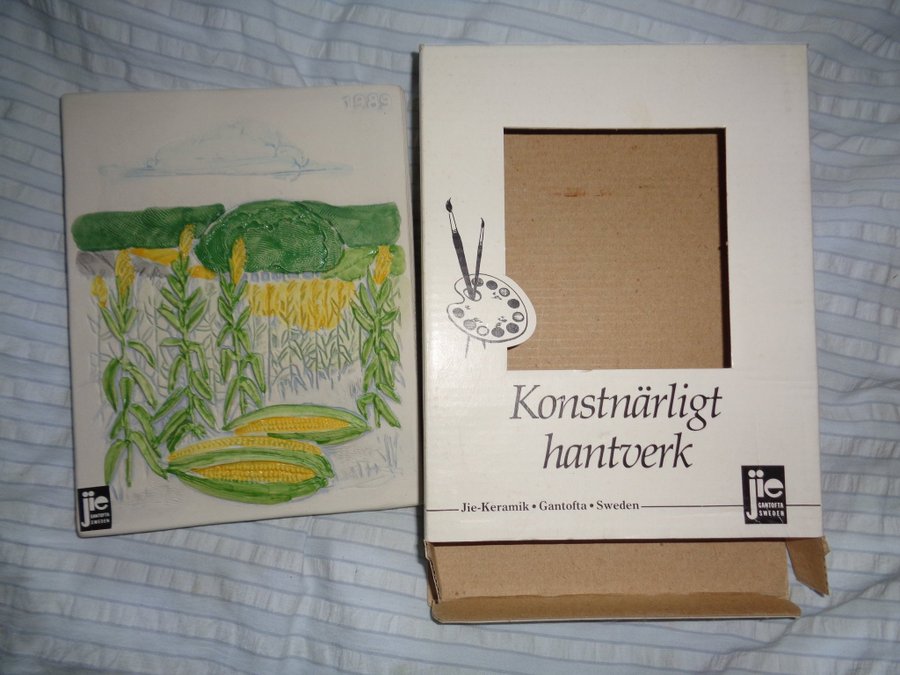 1989
jie
GANTOFTA
SWEDEN
Konstnärligt
hantverk
Jie-Keramik • Gantofta • Sweden
jie
GANTOFTA
SWEDEN